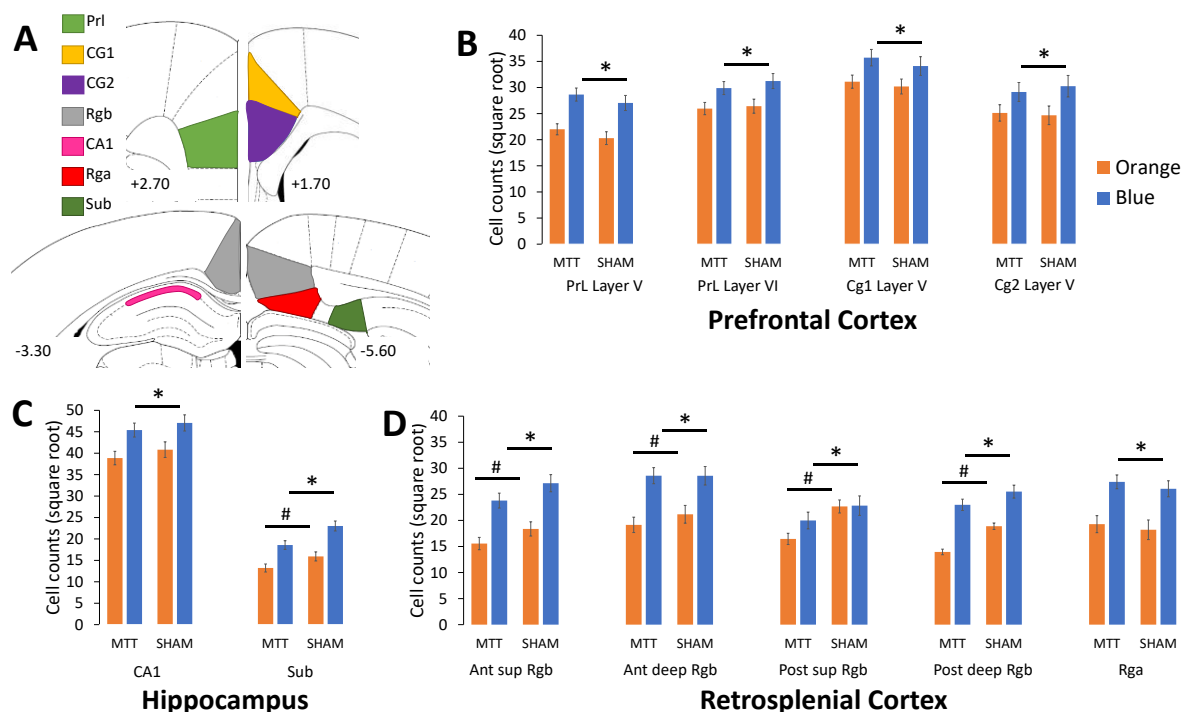 A
Prl
CG1
CG2
Rgb
CA1
Rga
Sub
+2.70
+1.70
-3.30
-5.60
B
Cell counts (square root)
40
35
30
25
20
15
10
5
0
*
*
*
*
MTT SHAM MTT SHAM MTT SHAM MTT SHAM
PrL Layer V PrL Layer VI Cg1 Layer V Cg2 Layer V
Prefrontal Cortex
Orange
Blue
C
Cell counts (square root)
50
45
40
35
30
25
20
15
10
5
0
*
*
#
MTT SHAM MTT SHAM
CA1 Sub
Hippocampus
D
Cell counts (square root)
40
35
30
25
20
15
10
5
0
# *
# *
# *
# *
*
MTT SHAM MTT SHAM MTT SHAM MTT SHAM MTT SHAM
Ant sup Rgb Ant deep Rgb Post sup Rgb Post deep Rgb Rga
Retrosplenial Cortex